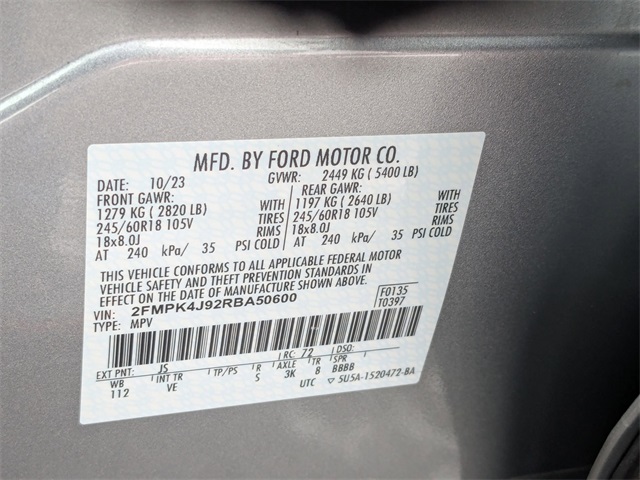 MFD. BY FORD MOTOR CO.
DATE: 10/23 GVWR: 2449 KG ( 5400 LB)
FRONT GAWR: REAR GAWR:
1279 KG ( 2820 LB) WITH 1197 KG ( 2640 LB) WITH
245/60R18 105V TIRES 245/60R18 105V TIRES
18x8.0J RIMS 18x8.0J RIMS
AT 240 kPa/ 35 PSI COLD AT 240 kPa/ 35 PSI COLD
THIS VEHICLE CONFORMS TO ALL APPLICABLE FEDERAL MOTOR
VEHICLE SAFETY AND THEFT PREVENTION STANDARDS IN
EFFECT ON THE DATE OF MANUFACTURE SHOWN ABOVE.
VIN: 2FMPK4J92RBA50600 F0135
TYPE: MPV T0397
EXT PNT: JS RC: 72 DSO:
WB INT TR TP/PS R AXLE TR SPR
112 VE S 3K B BBBB
UTC ▽ 5U5A-1520472-BA